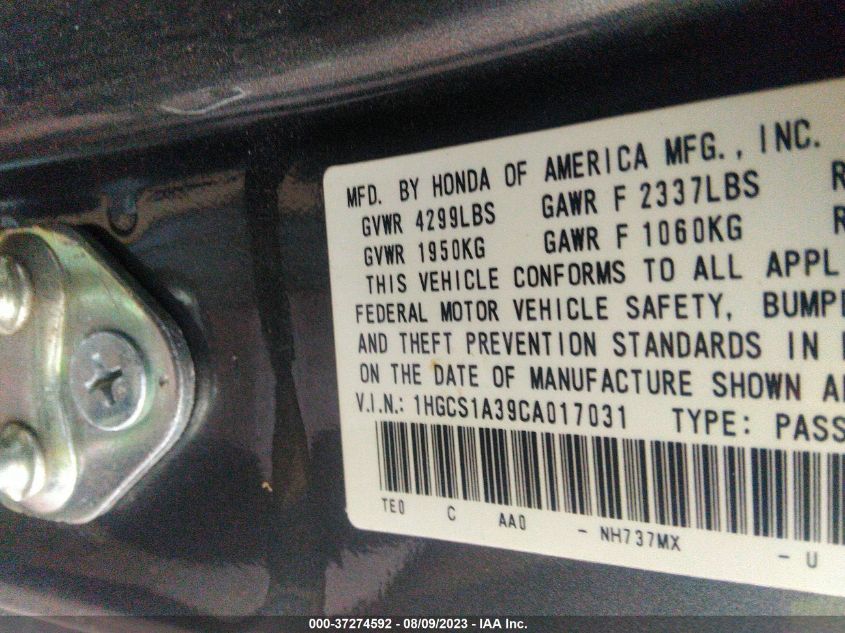 MFD. BY HONDA OF AMERICA MFG., INC.
GVWR 4299LBS GAWR F 2337LBS R
GVWR 1950KG GAWR F 1060KG R
THIS VEHICLE CONFORMS TO ALL APPL
FEDERAL MOTOR VEHICLE SAFETY, BUMP
AND THEFT PREVENTION STANDARDS IN
ON THE DATE OF MANUFACTURE SHOWN A
V.I.N.: 1HGCS1A39CA017031 TYPE: PASS
TE0 C AA0 - NH737MX - U
000-37274592 - 08/09/2023 - IAA Inc.